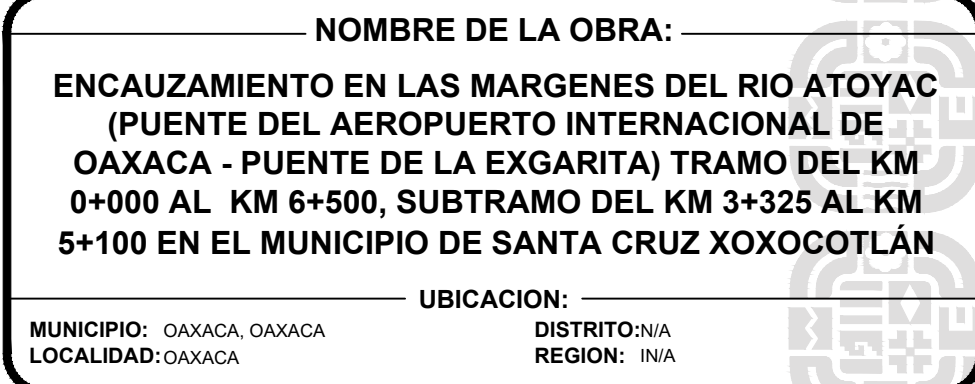 NOMBRE DE LA OBRA:
ENCAUZAMIENTO EN LAS MARGENES DEL RIO ATOYAC
(PUENTE DEL AEROPUERTO INTERNACIONAL DE
OAXACA - PUENTE DE LA EXGARITA) TRAMO DEL KM
0+000 AL KM 6+500, SUBTRAMO DEL KM 3+325 AL KM
5+100 EN EL MUNICIPIO DE SANTA CRUZ XOXOCOTLÁN
UBICACION:
MUNICIPIO: OAXACA, OAXACA DISTRITO:N/A
LOCALIDAD: OAXACA REGION: IN/A